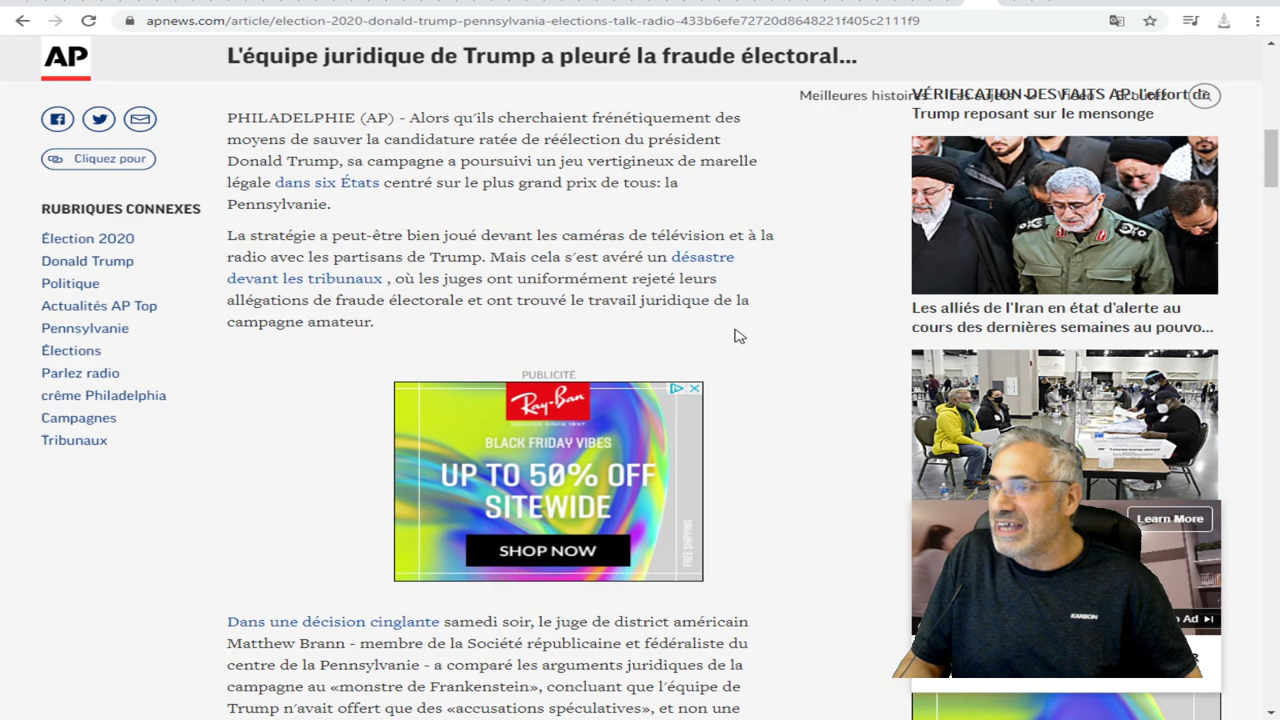 apnews.com/article/election-2020-donald-trump-pennsylvania-elections-talk-radio-433b6efe72720d8648221f405c2111f9
AP
L'équipe juridique de Trump a pleuré la fraude électoral...
Meilleures histoires
Cliquez pour
RUBRIQUES CONNEXES
Élection 2020
Donald Trump
Politique
Actualités AP Top
Pennsylvanie
Élections
Parlez radio
crême Philadelphia
Campagnes
Tribunaux
PHILADELPHIE (AP) - Alors qu'ils cherchaient frénétiquement des
moyens de sauver la candidature ratée de réélection du président
Donald Trump, sa campagne a poursuivi un jeu vertigineux de marelle
légale dans six États centré sur le plus grand prix de tous: la
Pennsylvanie.
La stratégie a peut-être bien joué devant les caméras de télévision et à la
radio avec les partisans de Trump. Mais cela s'est avéré un désastre
devant les tribunaux , où les juges ont uniformément rejeté leurs
allégations de fraude électorale et ont trouvé le travail juridique de la
campagne amateur.
PUBLICITÉ
Ray-Ban
GENUINE SINCE 1937
BLACK FRIDAY VIBES
UP TO 50% OFF
SITEWIDE
SHOP NOW
FREE SHIPPING
Dans une décision cinglante samedi soir, le juge de district américain
Matthew Brann - membre de la Société républicaine et fédéraliste du
centre de la Pennsylvanie - a comparé les arguments juridiques de la
campagne au «monstre de Frankenstein», concluant que l'équipe de
Trump n'avait offert que des «accusations spéculatives», et non une
VÉRIFICATION DES FAITS AP: L'effort de
Trump reposant sur le mensonge
Les alliés de l'Iran en état d'alerte au
cours des dernières semaines au pouvo...
Learn More
Ad
KARBON